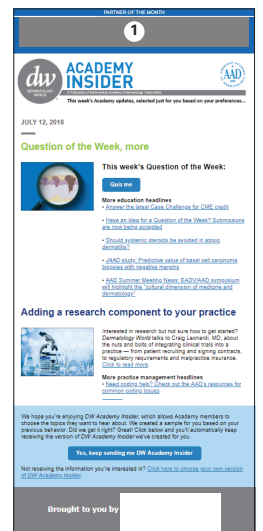 PARTNER OF THE MONTH
1
dw
DERMATOLOGY
WORLD
ACADEMY
INSIDER
A Publication of the American Academy of Dermatology Association
AAD
This week's Academy updates, selected just for you based on your preferences...
JULY 12, 2018
Question of the Week, more
This week's Question of the Week:
Quiz me
More education headlines
• Answer the latest Case Challenge for CME credit
• Have an idea for a Question of the Week? Submissions
are now being accepted
• Should systemic steroids be avoided in atopic
dermatitis?
• JAAD study: Predictive value of basal cell carcinoma
biopsies with negative margins
• AAD Summer Meeting News: EADV/AAD symposium
will highlight the "cultural dimension of medicine and
dermatology"
Adding a research component to your practice
Interested in research but not sure how to get started?
Dermatology World talks to Craig Leonardi, MD, about
the nuts and bolts of integrating clinical trials into a
practice — from patient recruiting and signing contracts,
to regulatory requirements and malpractice insurance.
Click to read more.
More practice management headlines
• Need coding help? Check out the AAD's resources for
common coding issues
We hope you're enjoying DW Academy Insider, which allows Academy members to
choose the topics they want to hear about. We created a sample for you based on your
previous behavior. Did we get it right? Great! Click below and you'll automatically keep
receiving the version of DW Academy Insider we've created for you.
Yes, keep sending me DW Academy Insider
Not receiving the information you're interested in? Click here to choose your own version
of DW Academy Insider.
Brought to you by